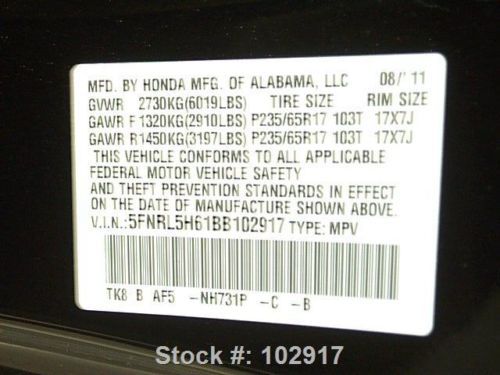 MFD. BY HONDA MFG. OF ALABAMA, LLC 08/'11
GVWR 2730KG(6019LBS) TIRE SIZE RIM SIZE
GAWR F1320KG(2910LBS) P235/65R17 103T 17X7J
GAWR R1450KG(3197LBS) P235/65R17 103T 17X7J
THIS VEHICLE CONFORMS TO ALL APPLICABLE
FEDERAL MOTOR VEHICLE SAFETY
AND THEFT PREVENTION STANDARDS IN EFFECT
ON THE DATE OF MANUFACTURE SHOWN ABOVE.
V.I.N.:5FNRL5H61BB102917 TYPE: MPV
TK8 B AF5 -NH731P -C -B
Stock #: 102917